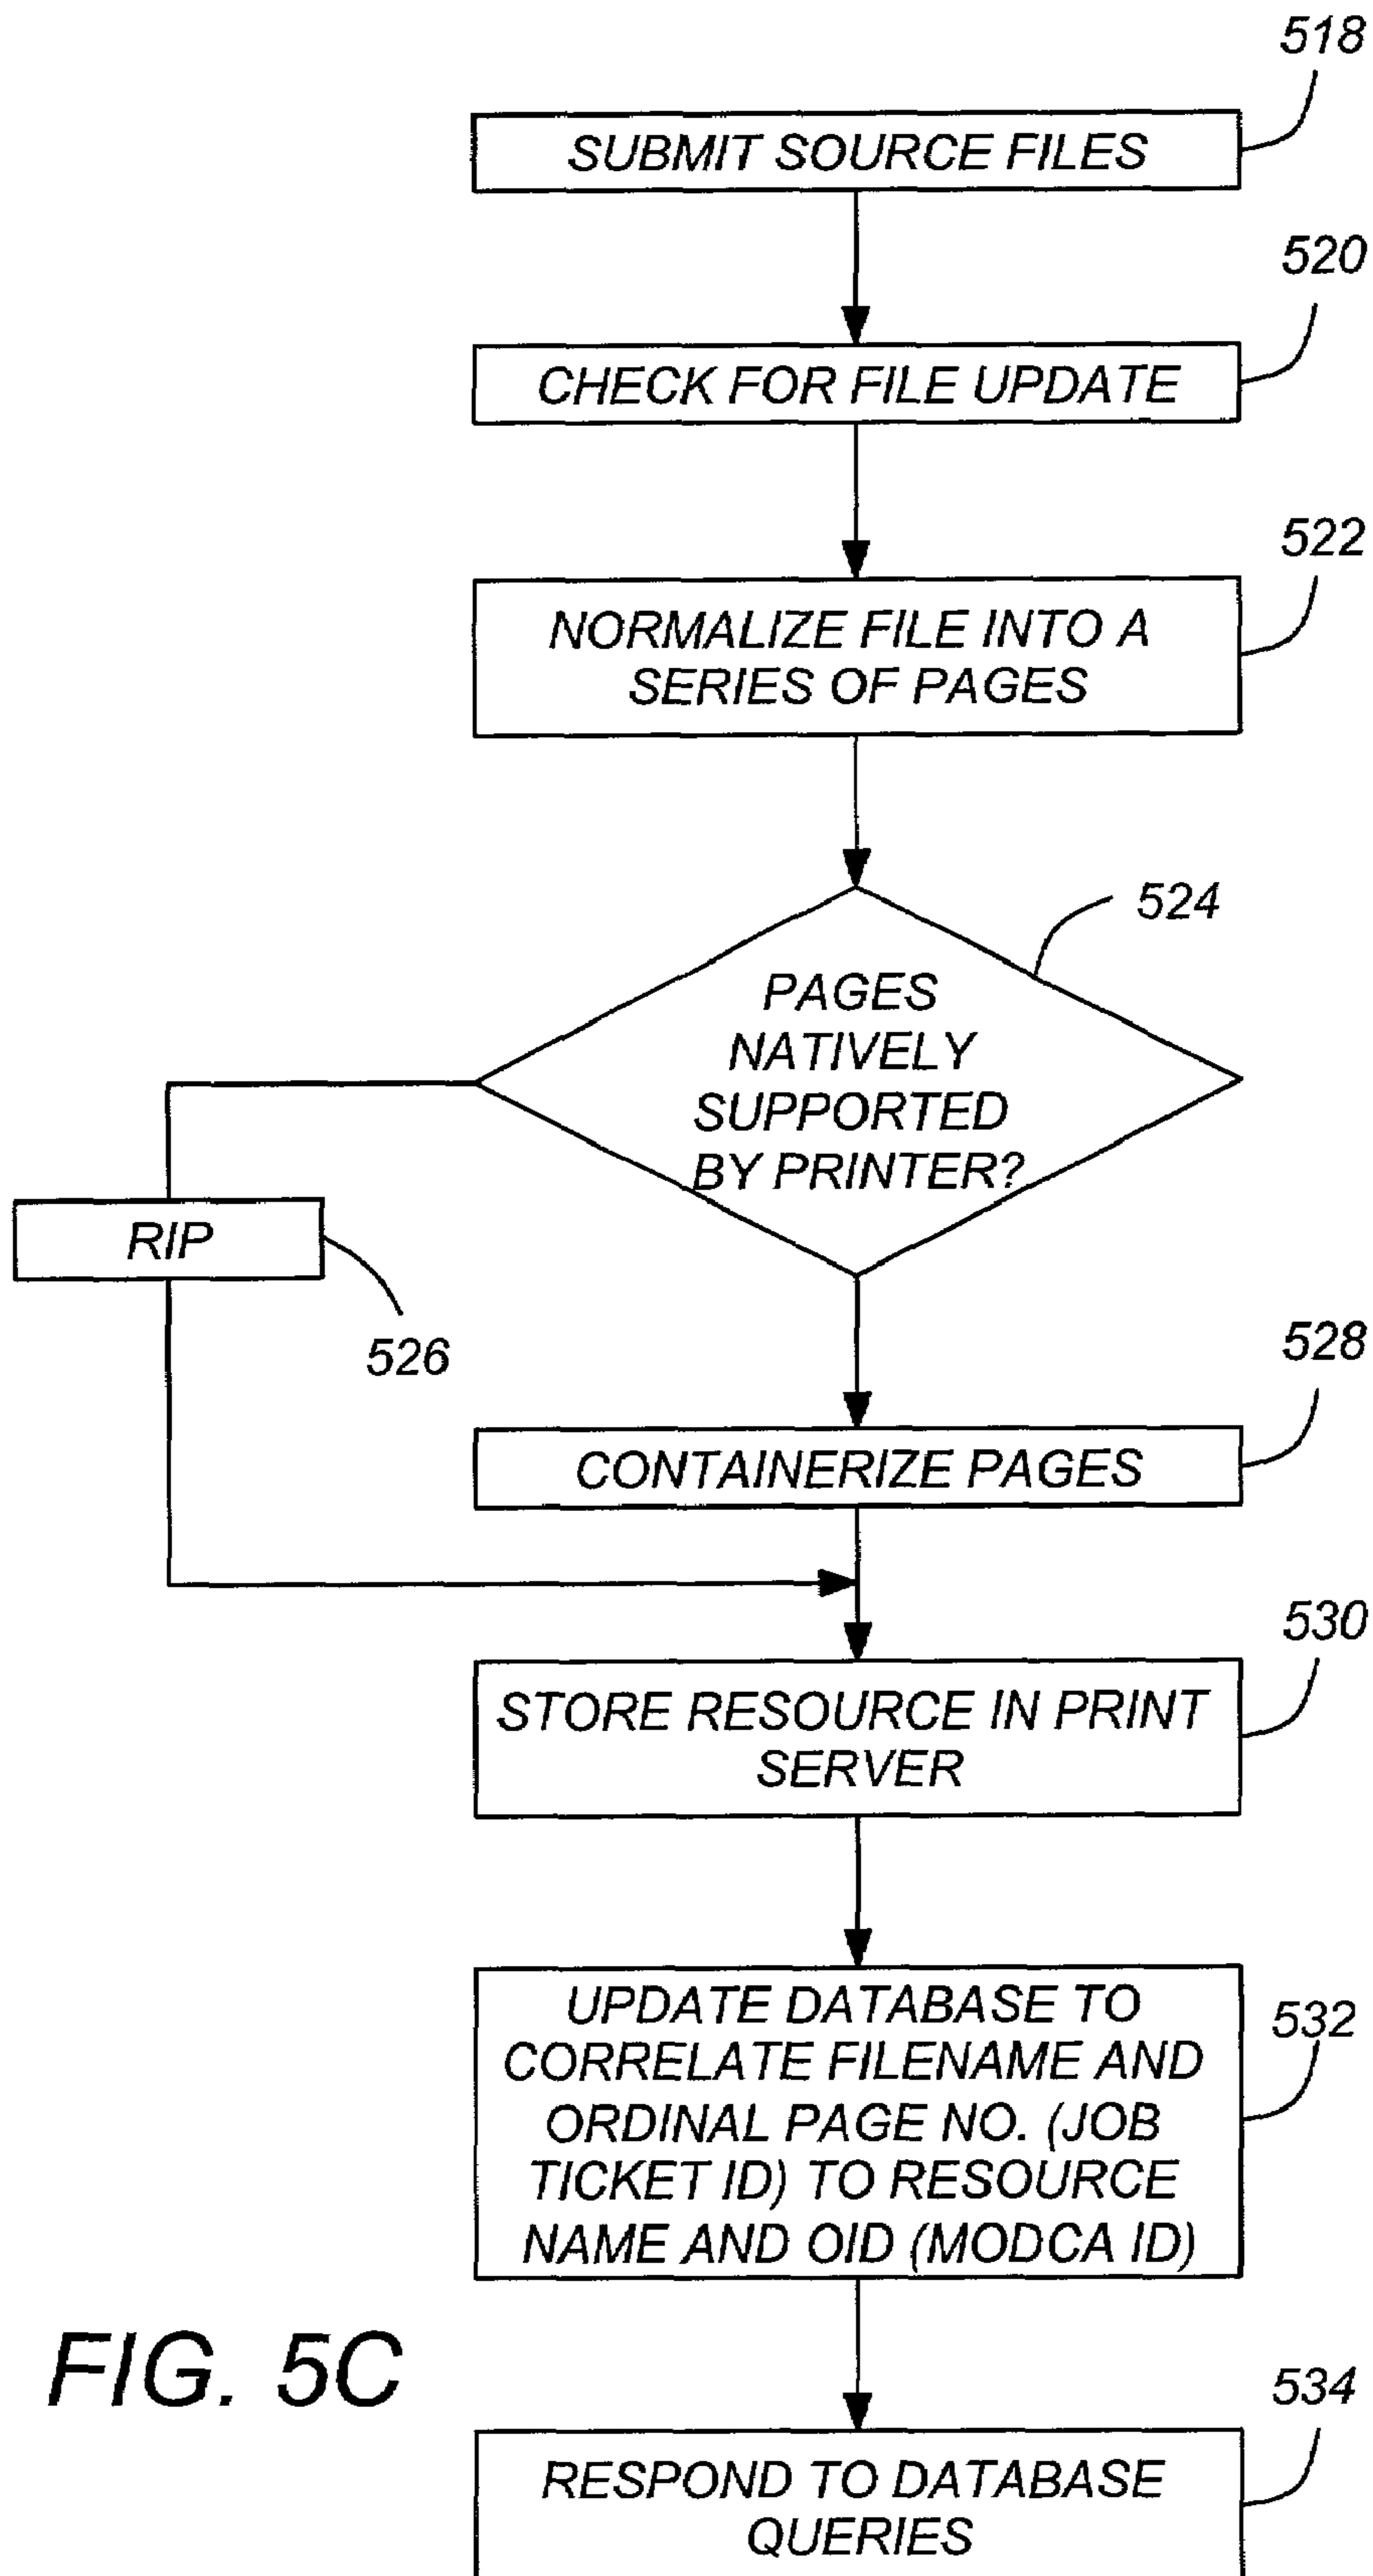 518
SUBMIT SOURCE FILES
520
CHECK FOR FILE UPDATE
522
NORMALIZE FILE INTO A
SERIES OF PAGES
524
PAGES
NATIVELY
SUPPORTED
BY PRINTER?
RIP
526
528
CONTAINERIZE PAGES
530
STORE RESOURCE IN PRINT
SERVER
532
UPDATE DATABASE TO
CORRELATE FILENAME AND
ORDINAL PAGE NO. (JOB
TICKET ID) TO RESOURCE
NAME AND OID (MODCA ID)
FIG. 5C
534
RESPOND TO DATABASE
QUERIES